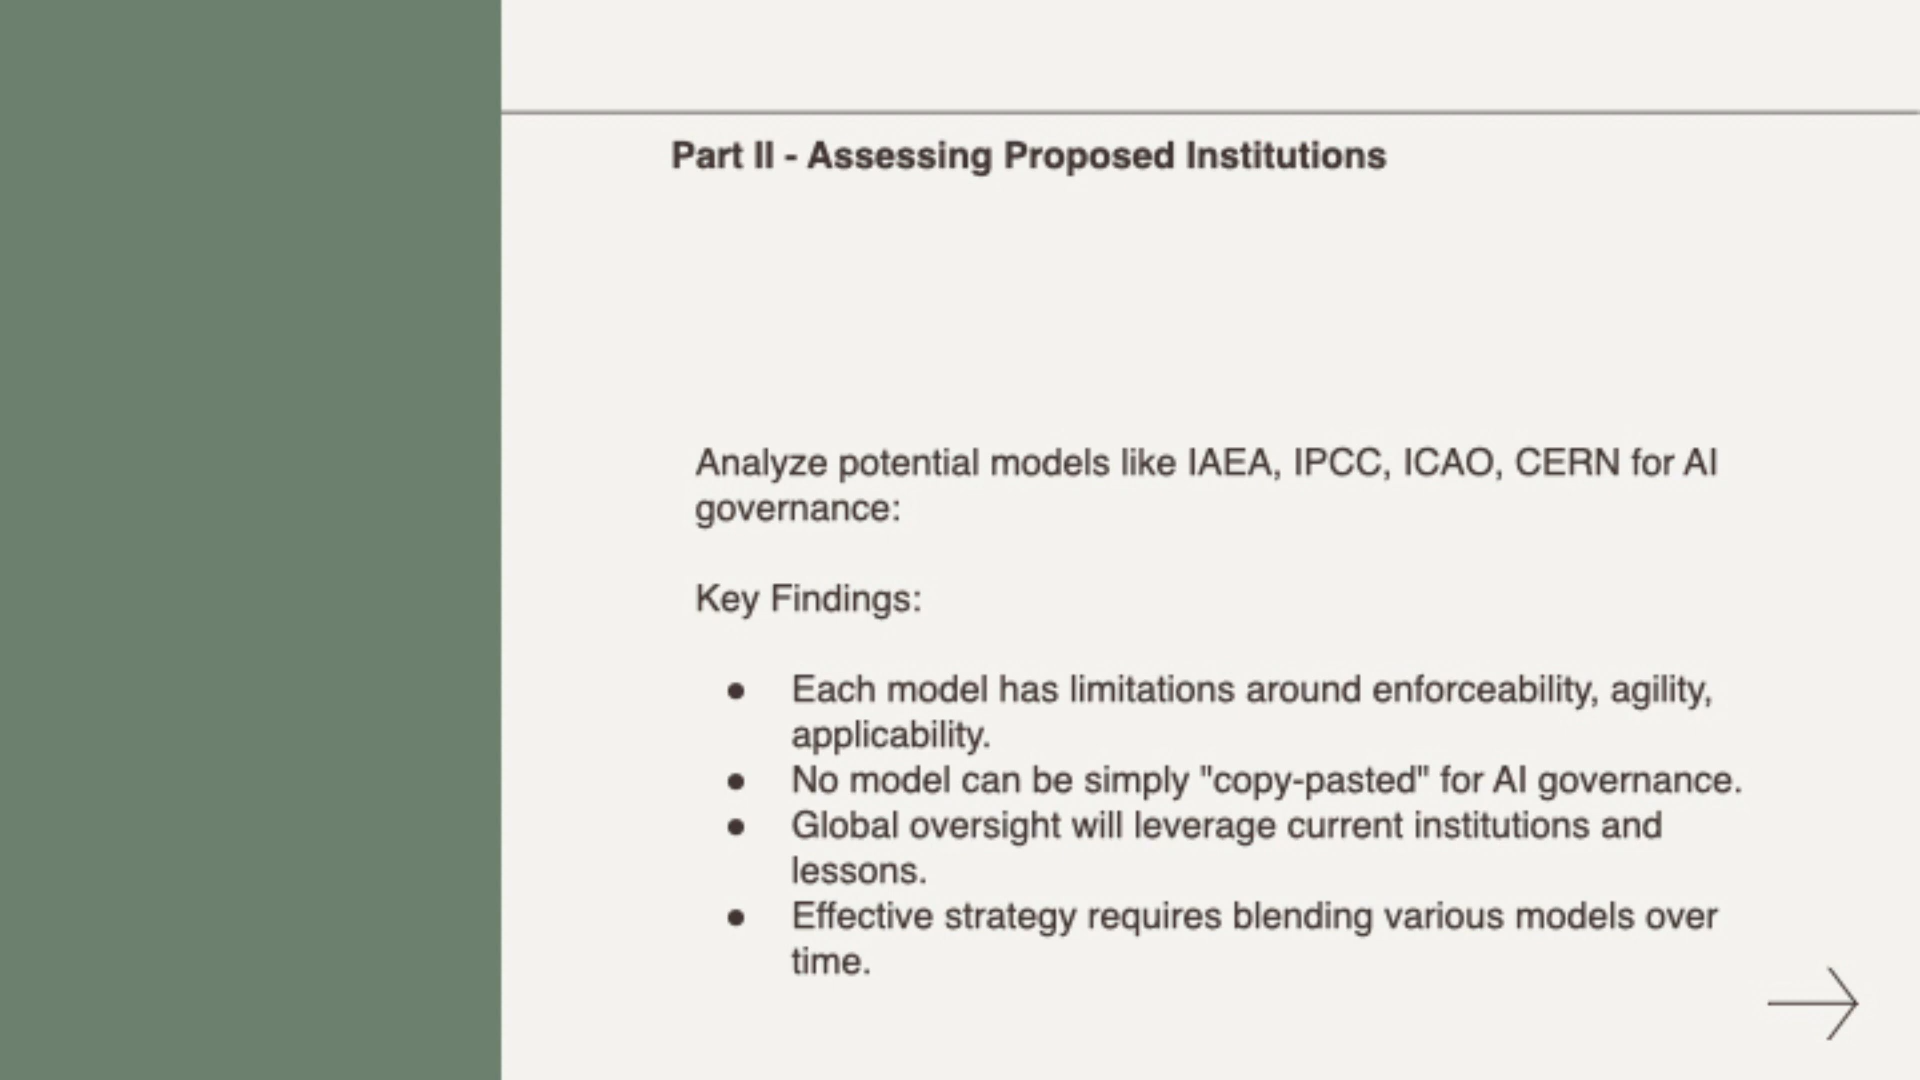 Part II - Assessing Proposed Institutions
Analyze potential models like IAEA, IPCC, ICAO, CERN for AI
governance:
Key Findings:
● Each model has limitations around enforceability, agility,
applicability.
● No model can be simply "copy-pasted" for AI governance.
● Global oversight will leverage current institutions and
lessons.
● Effective strategy requires blending various models over
time.